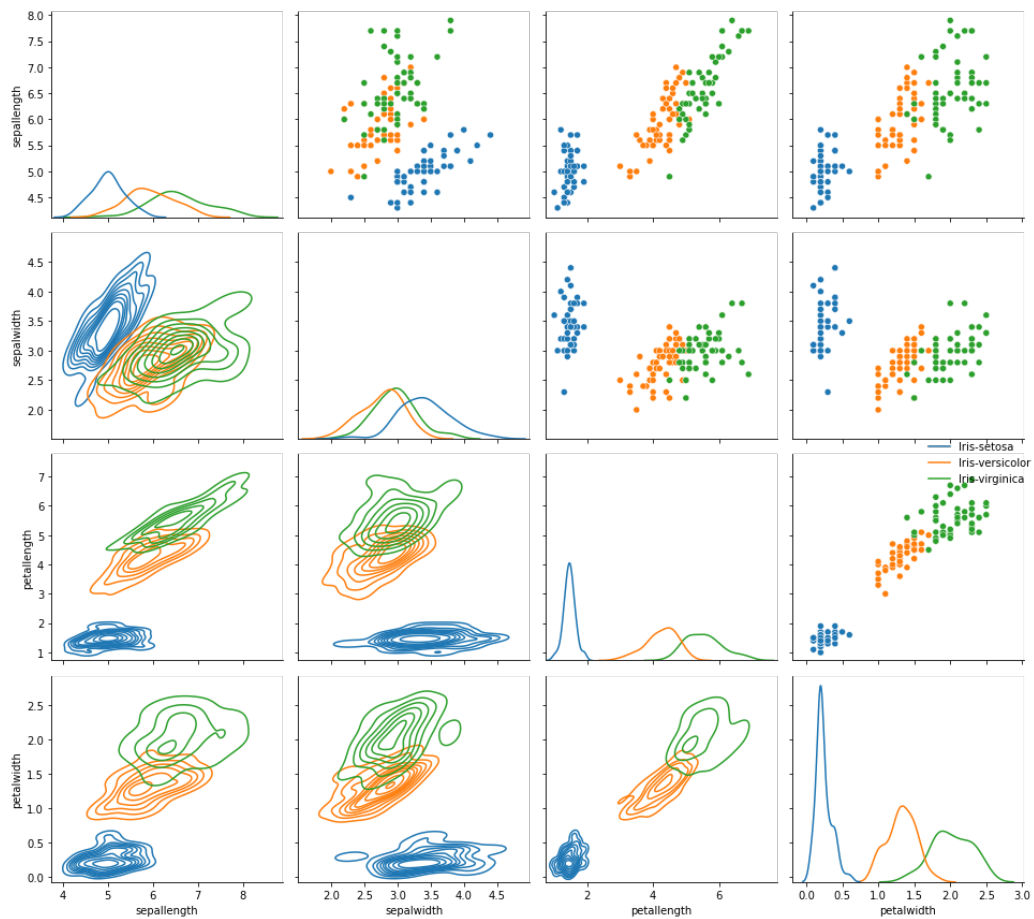 8.0
7.5
7.0
6.5
6.0
5.5
5.0
4.5
sepallength
4 5 6 7 8
4.5
4.0
3.5
3.0
2.5
2.0
sepalwidth
Iris-setosa
Iris-versicolor
Iris-virginica
7
6
5
4
3
2
1
petallength
2.5
2.0
1.5
1.0
0.5
0.0
petalwidth
4 5 6 7 8
2.0 2.5 3.0 3.5 4.0 4.5
2 4 6
0.0 0.5 1.0 1.5 2.0 2.5 3.0
sepallength sepalwidth petallength petalwidth